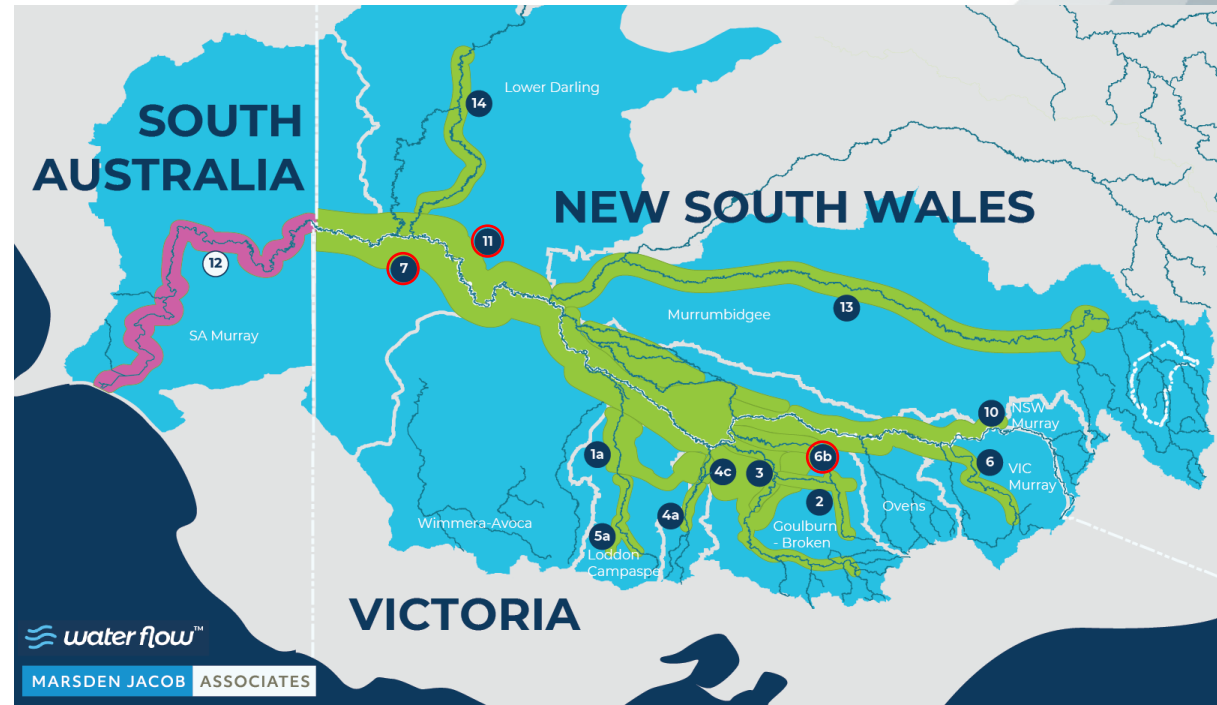 Lower Darling
14
SOUTH
AUSTRALIA
NEW SOUTH WALES
11
12
7
13
SA Murray
Murrumbidgee
10
NSW
Murray
1a
4c
3
6b
6
VIC
Murray
2
4a
Wimmera-Avoca
Ovens
Goulburn
- Broken
5a
Loddon
Campaspe
VICTORIA
water flow™
MARSDEN JACOB ASSOCIATES